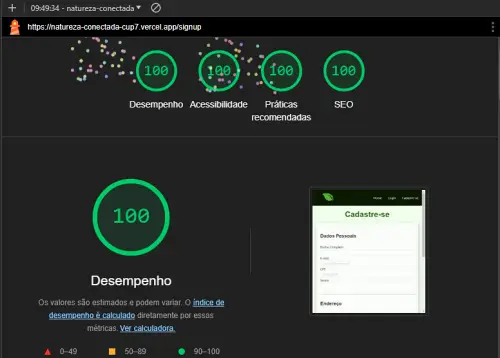 09:49:34 - natureza-conectada
https://natureza-conectada-cup7.vercel.app/signup
100 100 100 100
Desempenho Acessibilidade Práticas recomendadas SEO
100
Desempenho
Os valores são estimados e podem variar. O índice de
desempenho é calculado diretamente por essas
métricas. Ver calculadora.
0–49 50–89 90–100
Home Login Cadastre-se
Cadastre-se
Dados Pessoais
Nome Completo
E-mail
CPF
Senha
Endereço